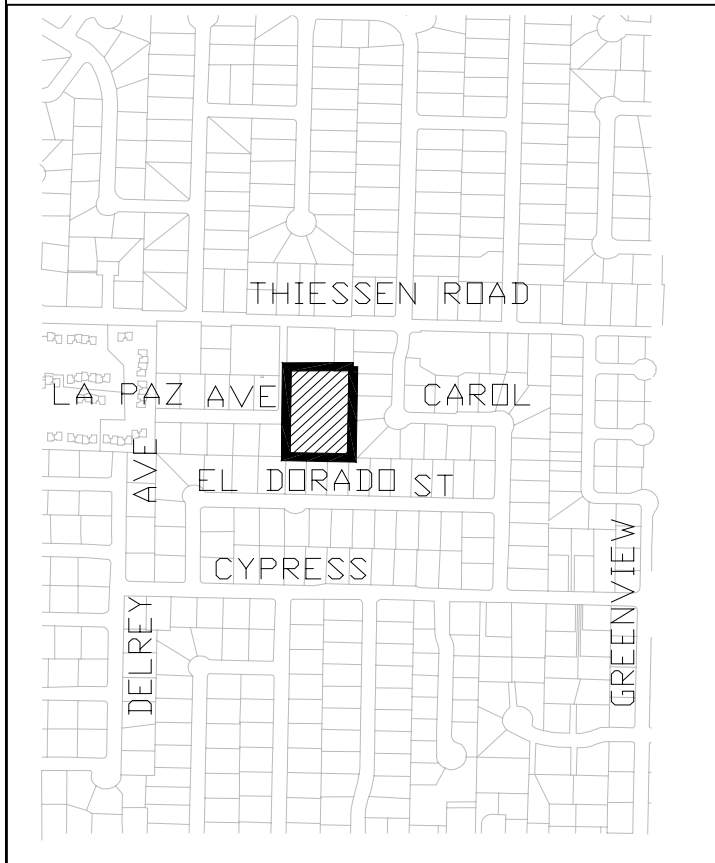 THIESSEN ROAD
LA PAZ AVE
CAROL
AVE
EL DORADO ST
CYPRESS
DELREY
GREENVIEW